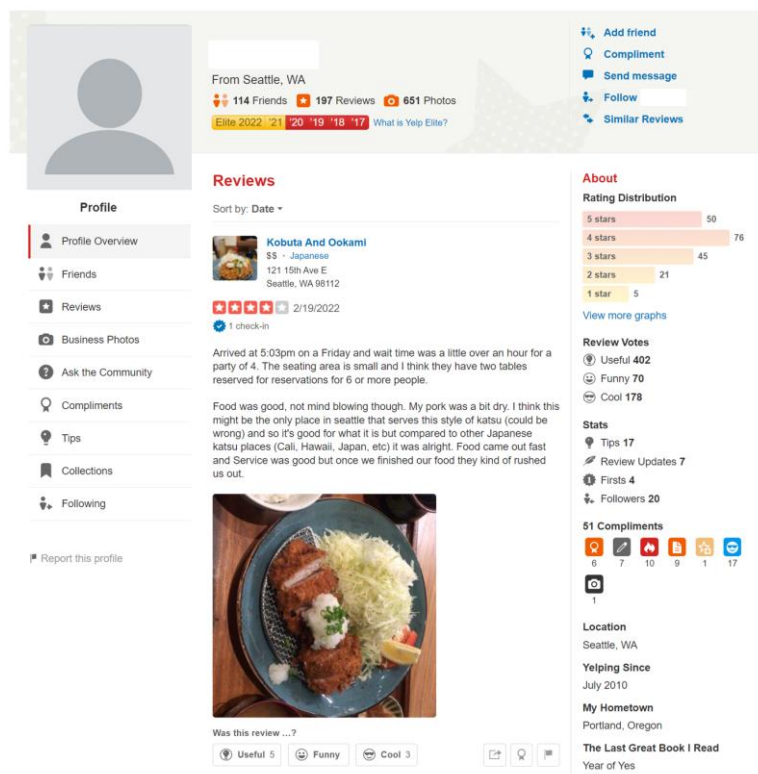 From Seattle, WA
114 Friends 197 Reviews 651 Photos
Elite 2022 '21 '20 '19 '18 '17 What is Yelp Elite?
Add friend
Compliment
Send message
Follow
Similar Reviews
Profile
Profile Overview
Friends
Reviews
Business Photos
Ask the Community
Compliments
Tips
Collections
Following
Report this profile
Reviews
Sort by: Date
Kobuta And Ookami
$$ · Japanese
121 15th Ave E
Seattle, WA 98112
2/19/2022
1 check-in
Arrived at 5:03pm on a Friday and wait time was a little over an hour for a
party of 4. The seating area is small and I think they have two tables
reserved for reservations for 6 or more people.
Food was good, not mind blowing though. My pork was a bit dry. I think this
might be the only place in seattle that serves this style of katsu (could be
wrong) and so it's good for what it is but compared to other Japanese
katsu places (Cali, Hawaii, Japan, etc) it was alright. Food came out fast
and Service was good but once we finished our food they kind of rushed
us out.
Was this review ...?
Useful 5 Funny Cool 3
About
Rating Distribution
5 stars 50
4 stars 76
3 stars 45
2 stars 21
1 star 5
View more graphs
Review Votes
Useful 402
Funny 70
Cool 178
Stats
Tips 17
Review Updates 7
Firsts 4
Followers 20
51 Compliments
6 7 10 9 1 17
1
Location
Seattle, WA
Yelping Since
July 2010
My Hometown
Portland, Oregon
The Last Great Book I Read
Year of Yes